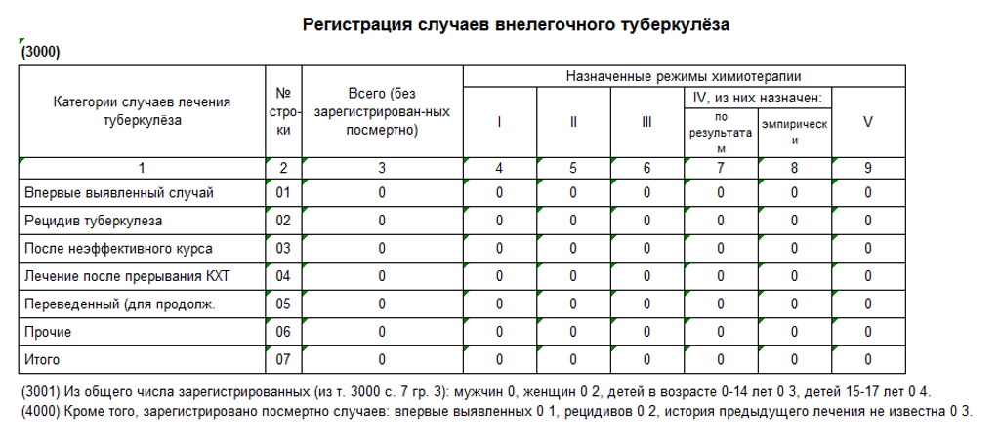 Регистрация случаев внелегочного туберкулёза
(3000)
Категории случаев лечения туберкулёза
№ стро-ки
Всего (без зарегистрирован-ных посмертно)
Назначенные режимы химиотерапии
I
II
III
IV, из них назначен:
по результатам
эмпирически
V
1 2 3 4 5 6 7 8 9
Впервые выявленный случай 01 0 0 0 0 0 0 0
Рецидив туберкулеза 02 0 0 0 0 0 0 0
После неэффективного курса 03 0 0 0 0 0 0 0
Лечение после прерывания КХТ 04 0 0 0 0 0 0 0
Переведенный (для продолж. 05 0 0 0 0 0 0 0
Прочие 06 0 0 0 0 0 0 0
Итого 07 0 0 0 0 0 0 0
(3001) Из общего числа зарегистрированных (из т. 3000 с. 7 гр. 3): мужчин 0, женщин 0 2, детей в возрасте 0-14 лет 0 3, детей 15-17 лет 0 4.
(4000) Кроме того, зарегистрировано посмертно случаев: впервые выявленных 0 1, рецидивов 0 2, история предыдущего лечения не известна 0 3.